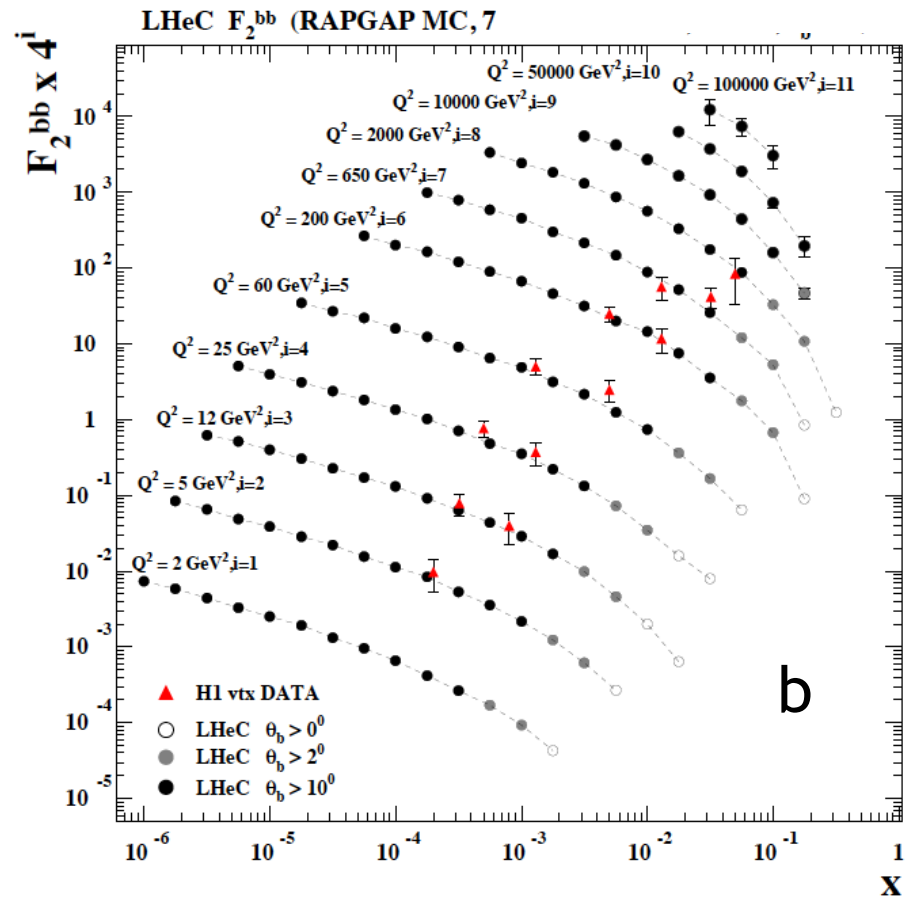 LHeC F₂ᵇᵇ (RAPGAP MC, 7
F₂ᵇᵇ x 4ⁱ
Q² = 50000 GeV²,i=10
Q² = 100000 GeV²,i=11
Q² = 10000 GeV²,i=9
Q² = 2000 GeV²,i=8
Q² = 650 GeV²,i=7
Q² = 200 GeV²,i=6
Q² = 60 GeV²,i=5
Q² = 25 GeV²,i=4
Q² = 12 GeV²,i=3
Q² = 5 GeV²,i=2
Q² = 2 GeV²,i=1
10⁴
10³
10²
10
1
10⁻¹
10⁻²
10⁻³
10⁻⁴
10⁻⁵
H1 vtx DATA
LHeC θb > 0⁰
LHeC θb > 2⁰
LHeC θb > 10⁰
b
10⁻⁶ 10⁻⁵ 10⁻⁴ 10⁻³ 10⁻² 10⁻¹ 1
x